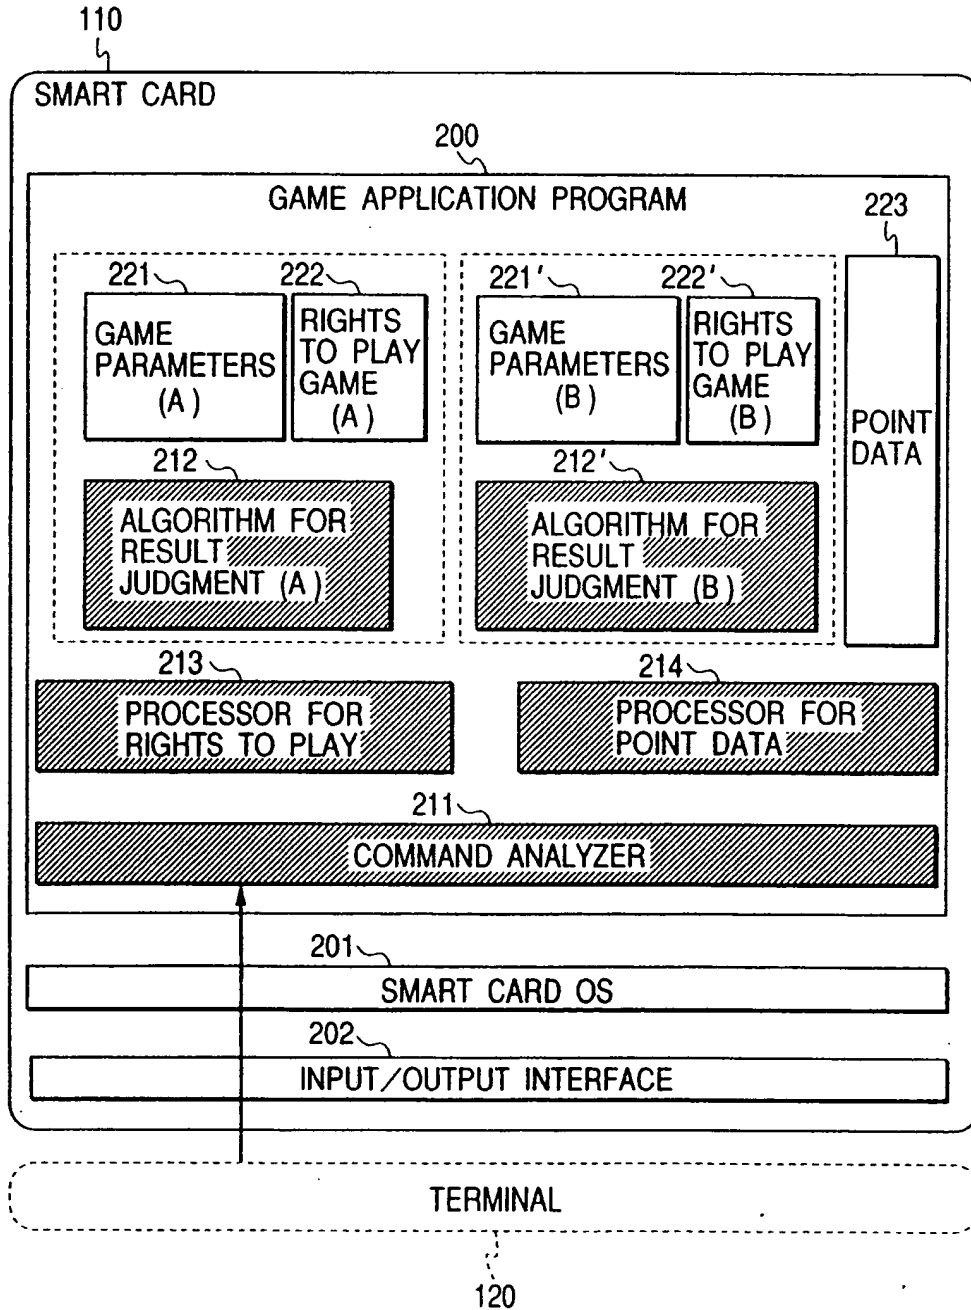 110
SMART CARD
200
GAME APPLICATION PROGRAM
223
221
222
221′
222′
GAME
PARAMETERS
(A)
RIGHTS
TO PLAY
GAME
(A)
GAME
PARAMETERS
(B)
RIGHTS
TO PLAY
GAME
(B)
POINT
DATA
212
212′
ALGORITHM FOR
RESULT
JUDGMENT (A)
ALGORITHM FOR
RESULT
JUDGMENT (B)
213
214
PROCESSOR FOR
RIGHTS TO PLAY
PROCESSOR FOR
POINT DATA
211
COMMAND ANALYZER
201
SMART CARD OS
202
INPUT/OUTPUT INTERFACE
TERMINAL
120